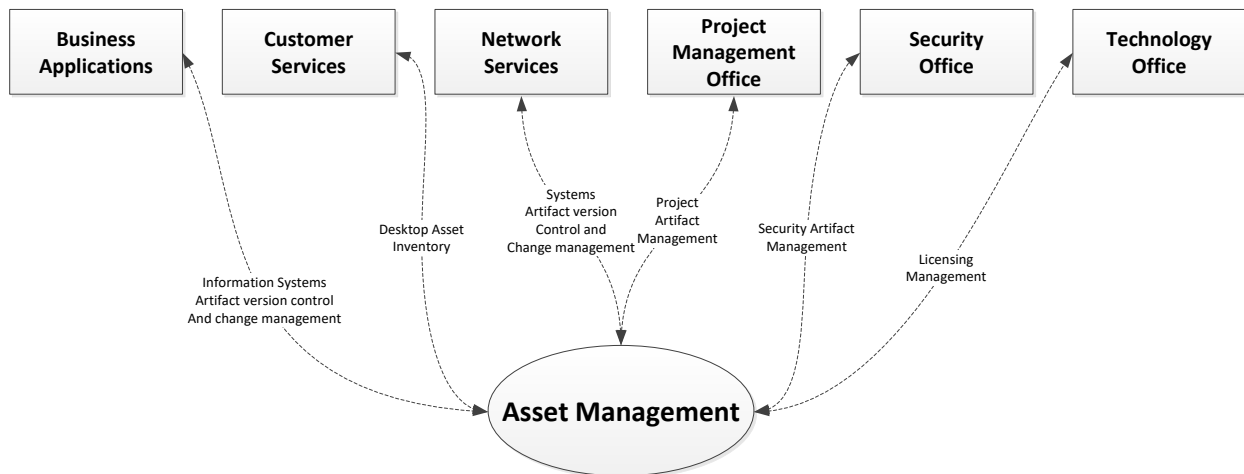 Business
Applications
Customer
Services
Network
Services
Project
Management
Office
Security
Office
Technology
Office
Systems
Artifact version
Control and
Change management
Project
Artifact
Management
Desktop Asset
Inventory
Security Artifact
Management
Licensing
Management
Information Systems
Artifact version control
And change management
Asset Management